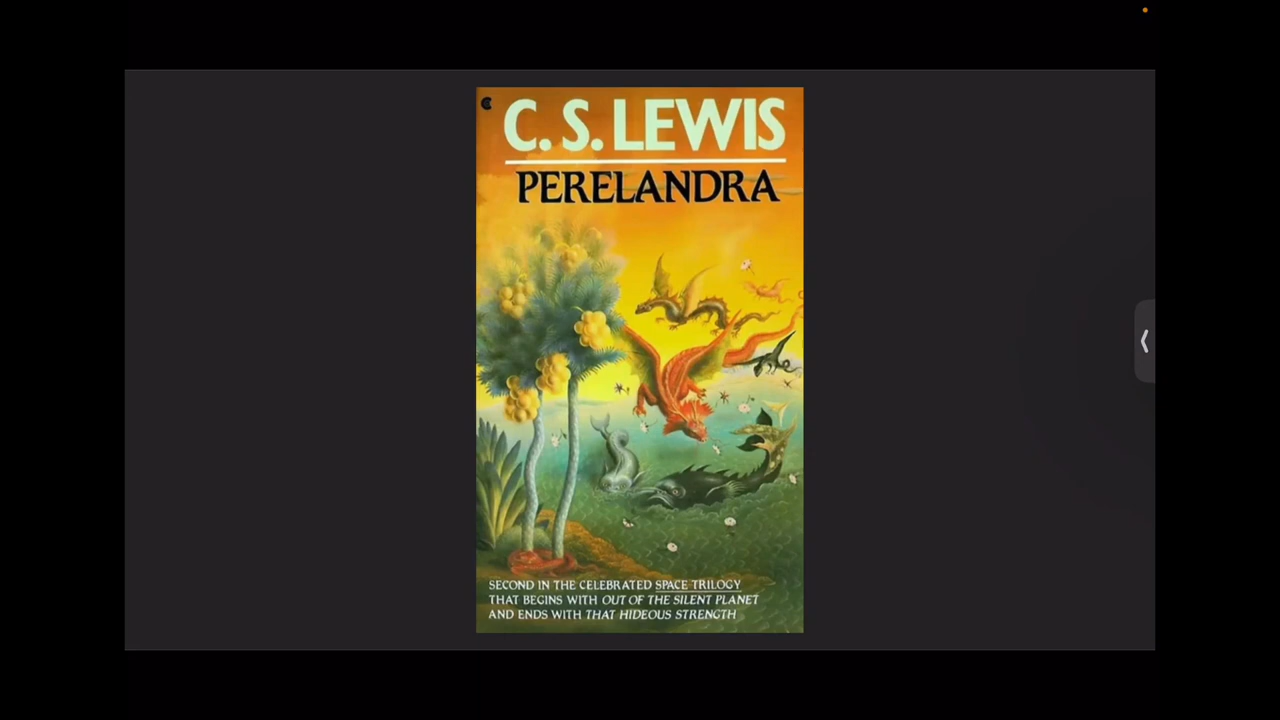 C. S. LEWIS
PERELANDRA
SECOND IN THE CELEBRATED SPACE TRILOGY
THAT BEGINS WITH OUT OF THE SILENT PLANET
AND ENDS WITH THAT HIDEOUS STRENGTH